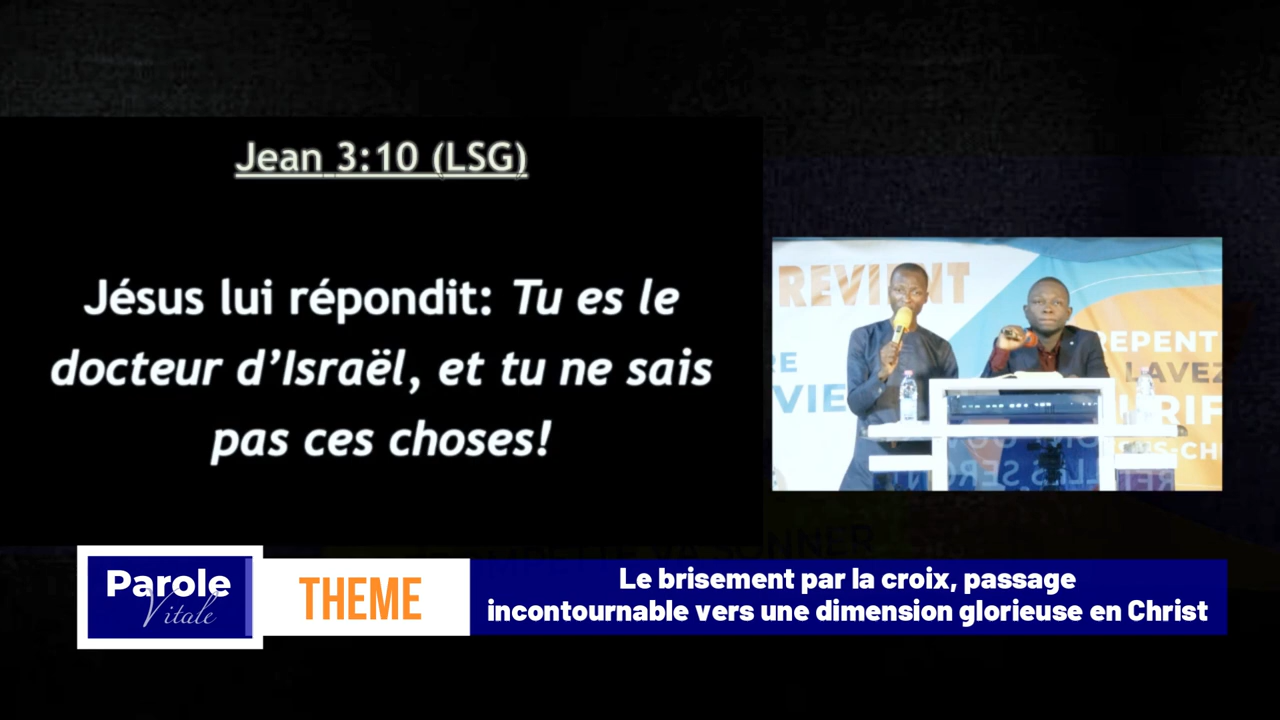 Jean 3:10 (LSG)
Jésus lui répondit: Tu es le
docteur d’Israël, et tu ne sais
pas ces choses!
REVIENT
RE
VIE
REPENT
LAVEZ
Parole
Vitale
THEME
Le brisement par la croix, passage
incontournable vers une dimension glorieuse en Christ